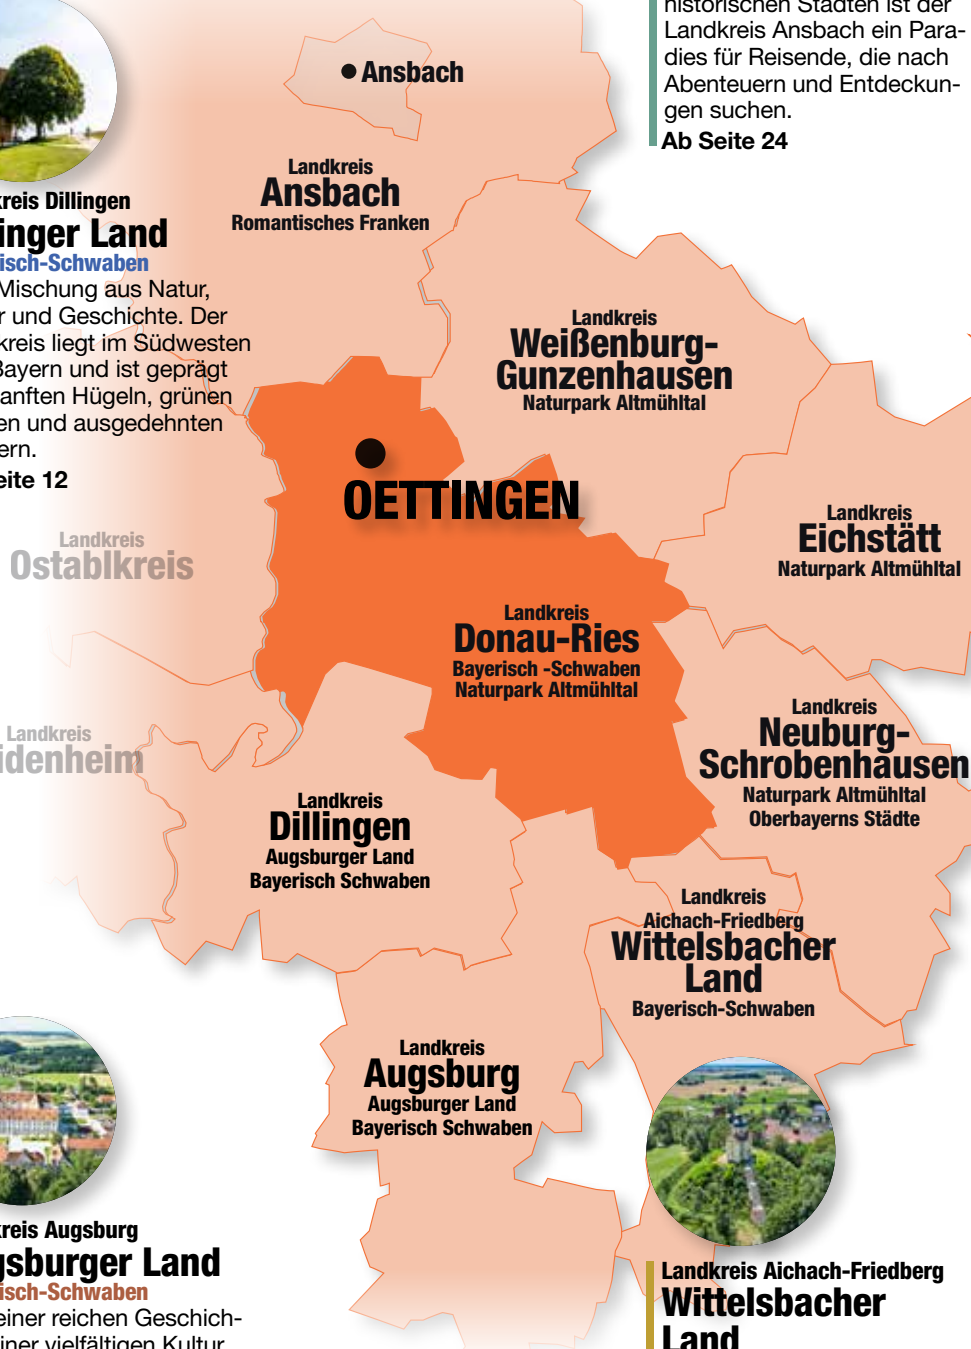 historischen Städten ist der
Landkreis Ansbach ein Para-
dies für Reisende, die nach
Abenteuern und Entdeckun-
gen suchen.
Ab Seite 24
Ansbach
Landkreis
Ansbach
Romantisches Franken
kreis Dillingen
inger Land
isch-Schwaben
Mischung aus Natur,
r und Geschichte. Der
kreis liegt im Südwesten
Bayern und ist geprägt
anften Hügeln, grünen
en und ausgedehnten
ern.
eite 12
Landkreis
Weißenburg-
Gunzenhausen
Naturpark Altmühltal
OETTINGEN
Landkreis
Eichstätt
Naturpark Altmühltal
Landkreis
Ostablkreis
Landkreis
Donau-Ries
Bayerisch -Schwaben
Naturpark Altmühltal
Landkreis
idenheim
Landkreis
Neuburg-
Schrobenhausen
Naturpark Altmühltal
Oberbayerns Städte
Landkreis
Dillingen
Augsburger Land
Bayerisch Schwaben
Landkreis
Aichach-Friedberg
Wittelsbacher
Land
Bayerisch-Schwaben
Landkreis
Augsburg
Augsburger Land
Bayerisch Schwaben
kreis Augsburg
gsburger Land
isch-Schwaben
einer reichen Geschich-
iner vielfältigen Kultur
Landkreis Aichach-Friedberg
Wittelsbacher
Land